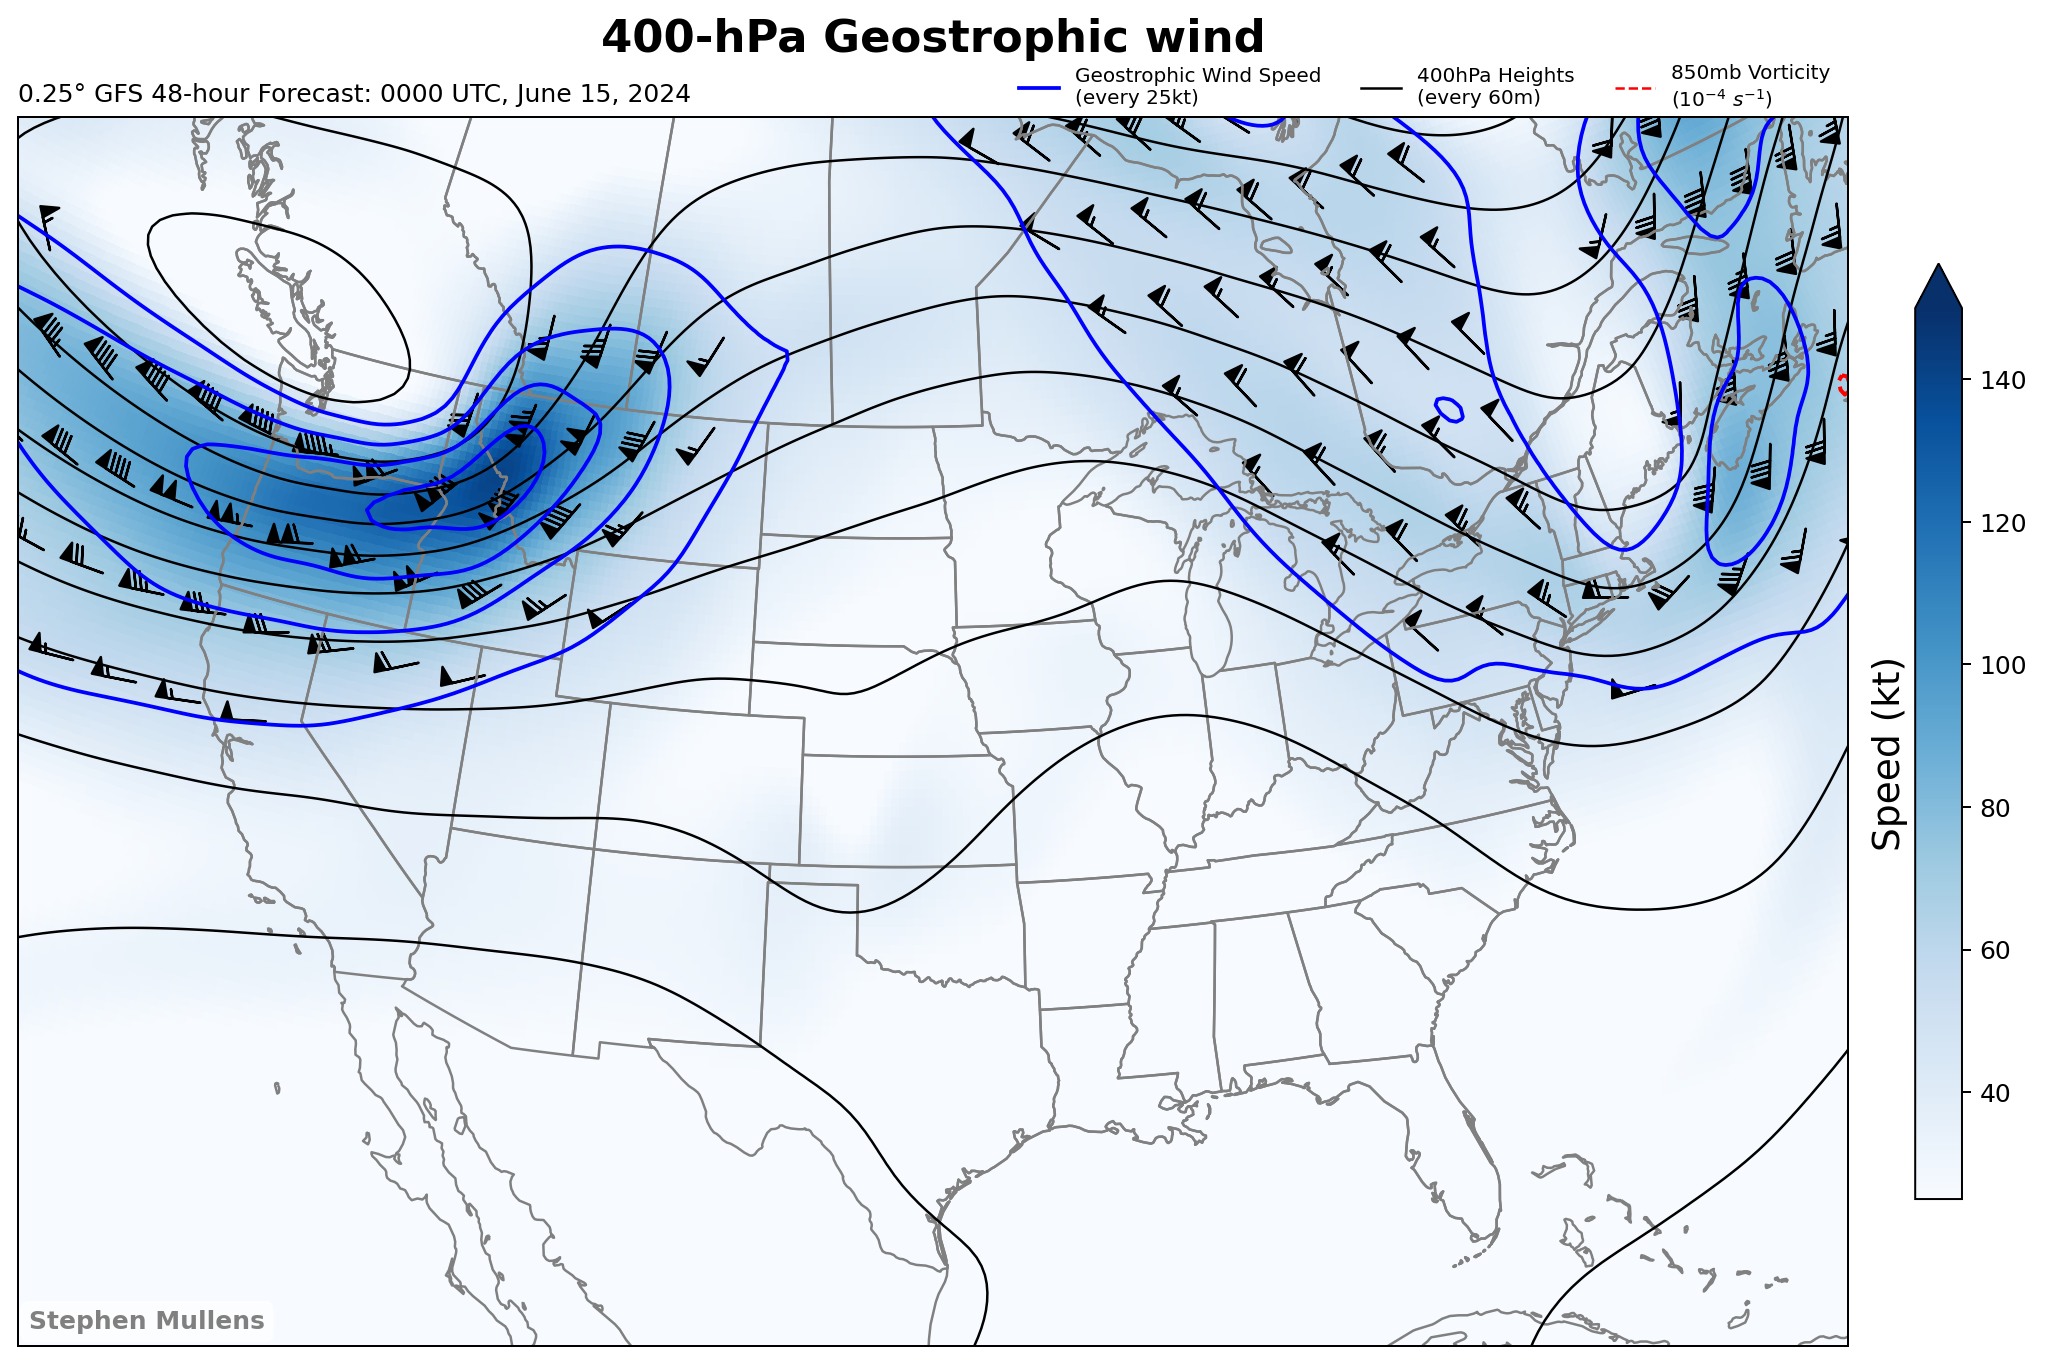 400-hPa Geostrophic wind
0.25° GFS 48-hour Forecast: 0000 UTC, June 15, 2024
Geostrophic Wind Speed
(every 25kt)
400hPa Heights
(every 60m)
850mb Vorticity
(10⁻⁴ s⁻¹)
140
120
100
80
60
40
Speed (kt)
Stephen Mullens